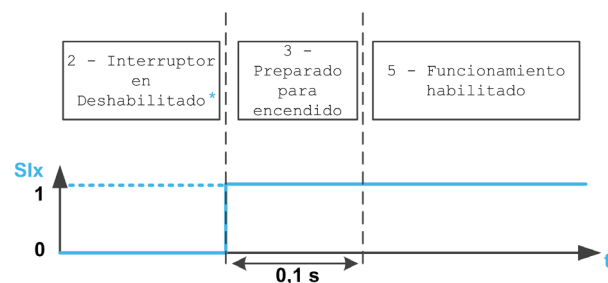 2 - Interruptor
en
Deshabilitado*
3 -
Preparado
para
encendido
5 - Funcionamiento
habilitado
SIx
1
0
0,1 s
t